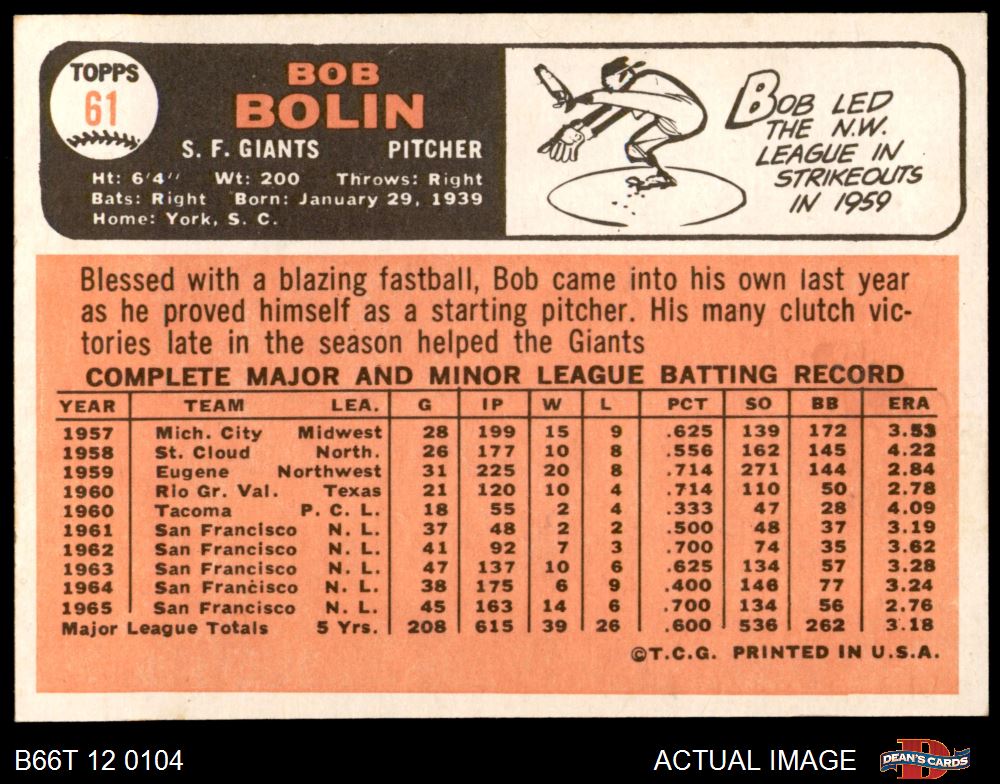 TOPPS
61
BOB
BOLIN
S. F. GIANTS PITCHER
Ht: 6'4" Wt: 200 Throws: Right
Bats: Right Born: January 29, 1939
Home: York, S. C.
BOB LED
THE N.W.
LEAGUE IN
STRIKEOUTS
IN 1959
Blessed with a blazing fastball, Bob came into his own last year
as he proved himself as a starting pitcher. His many clutch vic-
tories late in the season helped the Giants
COMPLETE MAJOR AND MINOR LEAGUE BATTING RECORD
YEAR TEAM LEA. G IP W L PCT SO BB ERA
1957 Mich. City Midwest 28 199 15 9 .625 139 172 3.53
1958 St. Cloud North. 26 177 10 8 .556 162 145 4.22
1959 Eugene Northwest 31 225 20 8 .714 271 144 2.84
1960 Rio Gr. Val. Texas 21 120 10 4 .714 110 50 2.78
1960 Tacoma P. C. L. 18 55 2 4 .333 47 28 4.09
1961 San Francisco N. L. 37 48 2 2 .500 48 37 3.19
1962 San Francisco N. L. 41 92 7 3 .700 74 35 3.62
1963 San Francisco N. L. 47 137 10 6 .625 134 57 3.28
1964 San Francisco N. L. 38 175 6 9 .400 146 77 3.24
1965 San Francisco N. L. 45 163 14 6 .700 134 56 2.76
Major League Totals 5 Yrs. 208 615 39 26 .600 536 262 3.18
©T.C.G. PRINTED IN U.S.A.
B66T 12 0104 ACTUAL IMAGE
DEAN'S CARDS